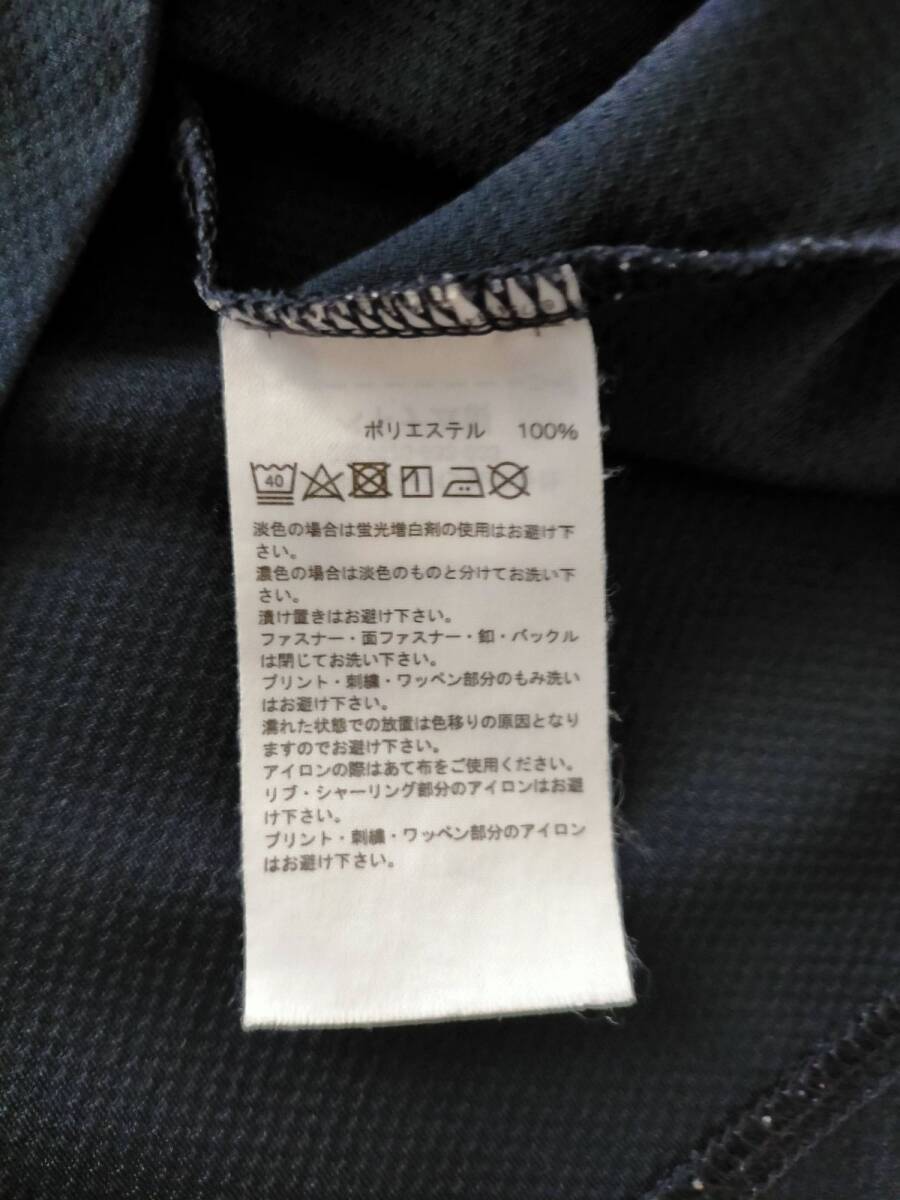 ポリエステル 100%
40
淡色の場合は蛍光増白剤の使用はお避け下
さい。
濃色の場合は淡色のものと分けてお洗い下
さい。
漬け置きはお避け下さい。
ファスナー・面ファスナー・釦・バックル
は閉じてお洗い下さい。
プリント・刺繍・ワッペン部分のもみ洗い
はお避け下さい。
濡れた状態での放置は色移りの原因となり
ますのでお避け下さい。
アイロンの際はあて布をご使用ください。
リブ・シャーリング部分のアイロンはお避
け下さい。
プリント・刺繍・ワッペン部分のアイロン
はお避け下さい。